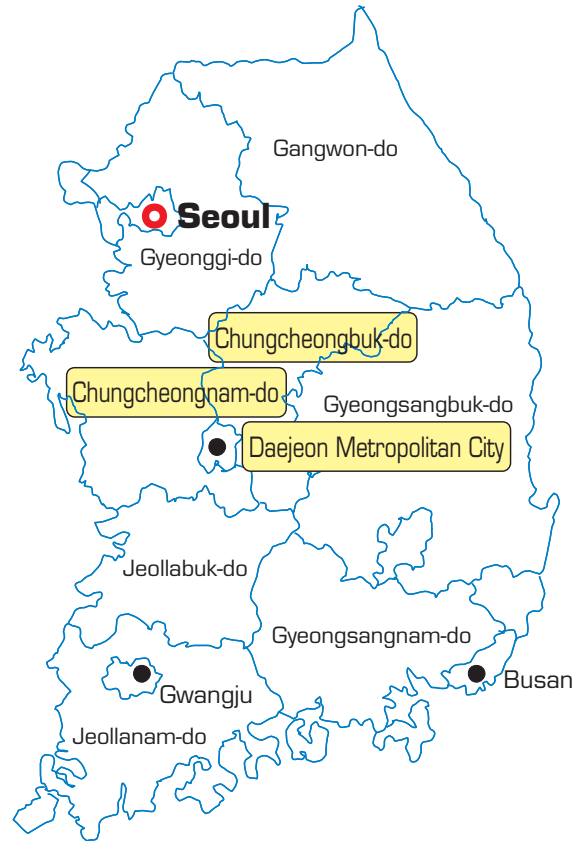 Gangwon-do
Seoul
Gyeonggi-do
Chungcheongbuk-do
Chungcheongnam-do
Gyeongsangbuk-do
Daejeon Metropolitan City
Jeollabuk-do
Gyeongsangnam-do
Busan
Gwangju
Jeollanam-do